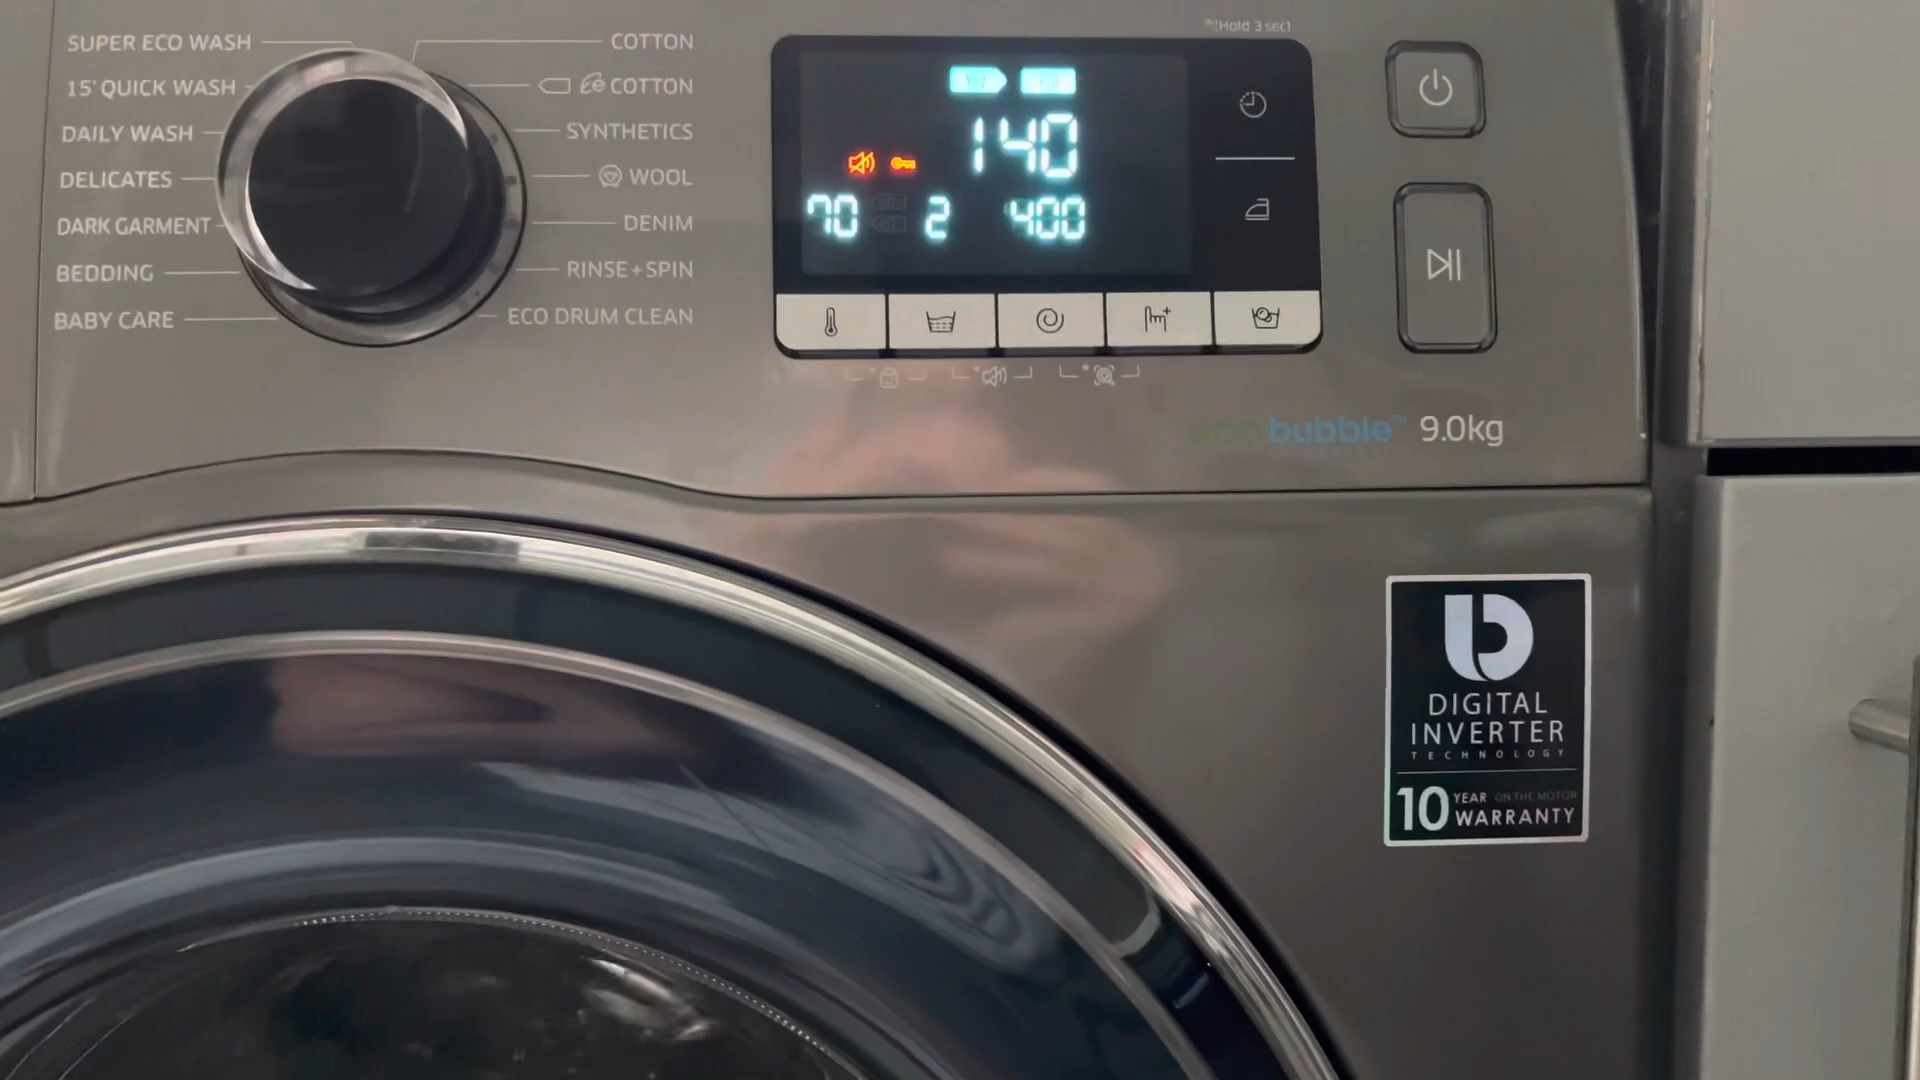 SUPER ECO WASH
15' QUICK WASH
DAILY WASH
DELICATES
DARK GARMENT
BEDDING
BABY CARE
COTTON
COTTON
SYNTHETICS
WOOL
DENIM
RINSE+SPIN
ECO DRUM CLEAN
*(Hold 3 sec)
140
70 2 400
eco bubble™ 9.0kg
DIGITAL
INVERTER
TECHNOLOGY
10 YEAR ON THE MOTOR
WARRANTY